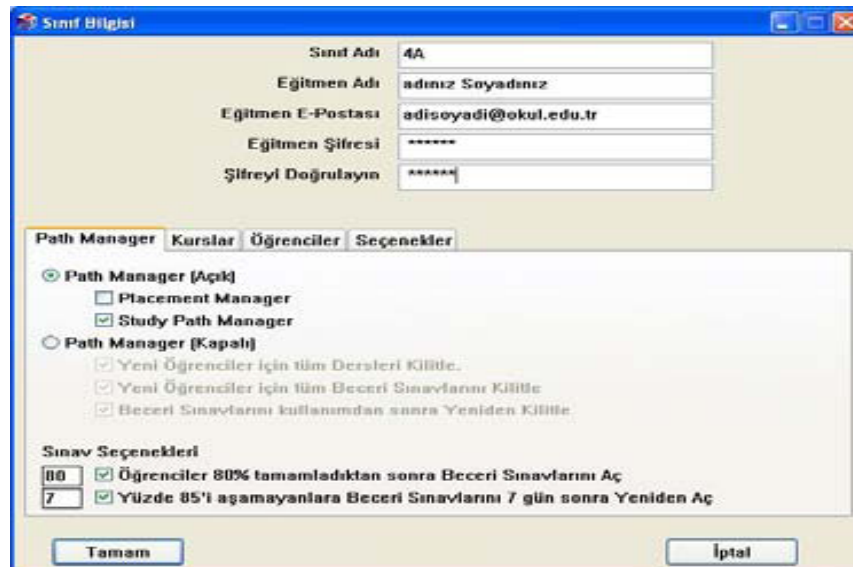 Sınıf Bilgisi
Sınıf Adı 4A
Eğitmen Adı adınız Soyadınız
Eğitmen E-Postası adisoyadi@okul.edu.tr
Eğitmen Şifresi ******
Şifreyi Doğrulayın ******
Path Manager Kurslar Öğrenciler Seçenekler
Path Manager (Açık)
Placement Manager
Study Path Manager
Path Manager (Kapalı)
Yeni Öğrenciler için tüm Dersleri Kilitle.
Yeni Öğrenciler için tüm Beceri Sınavlarını Kilitle
Beceri Sınavlarını kullanımdan sonra Yeniden Kilitle
Sınav Seçenekleri
80 Öğrenciler 80% tamamladıktan sonra Beceri Sınavlarını Aç
7 Yüzde 85'i aşamayanlara Beceri Sınavlarını 7 gün sonra Yeniden Aç
Tamam İptal